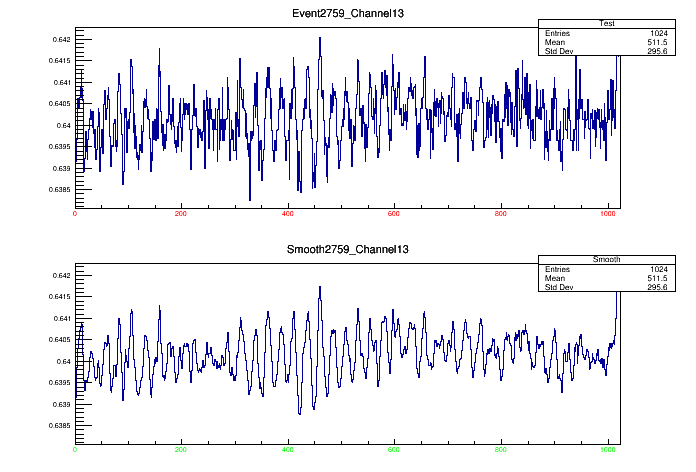 Event2759_Channel13
Test
Entries 1024
Mean 511.5
Std Dev 295.6
0.642
0.6415
0.641
0.6405
0.64
0.6395
0.639
0.6385
0 200 400 600 800 1000
Smooth2759_Channel13
Smooth
Entries 1024
Mean 511.5
Std Dev 295.6
0.642
0.6415
0.641
0.6405
0.64
0.6395
0.639
0.6385
0 200 400 600 800 1000